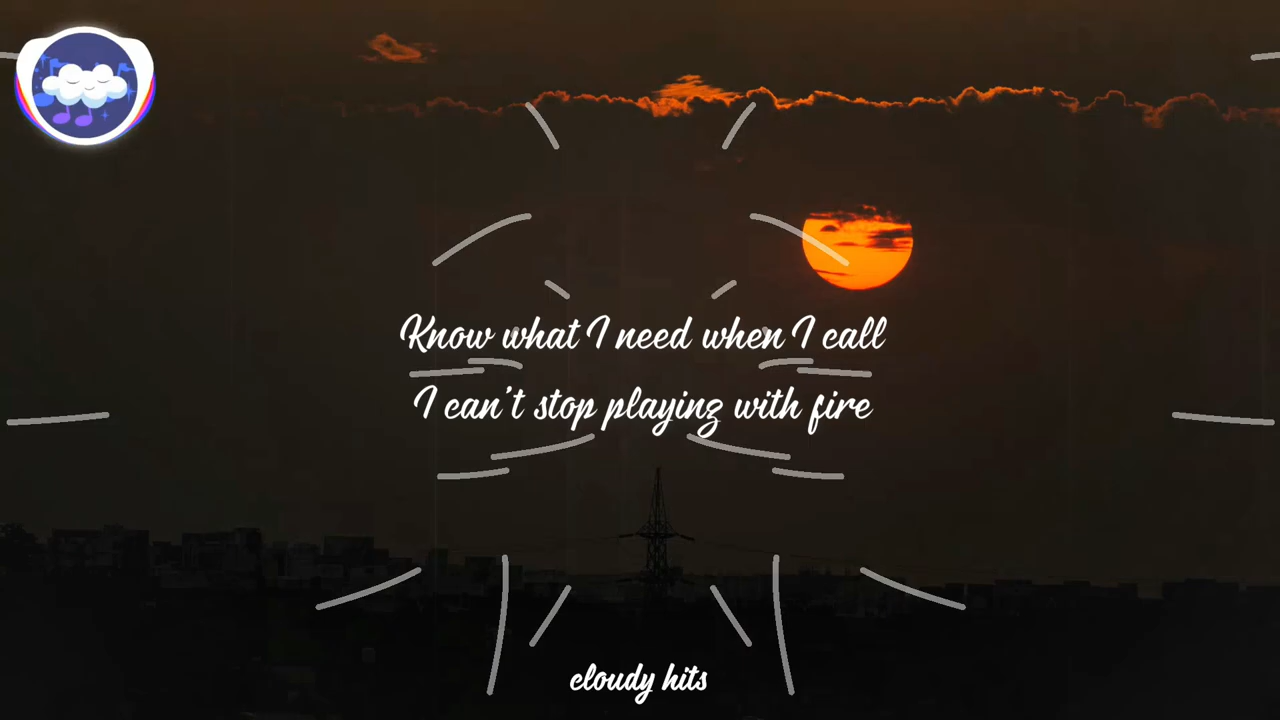 Know what I need when I call
I can't stop playing with fire
cloudy hits